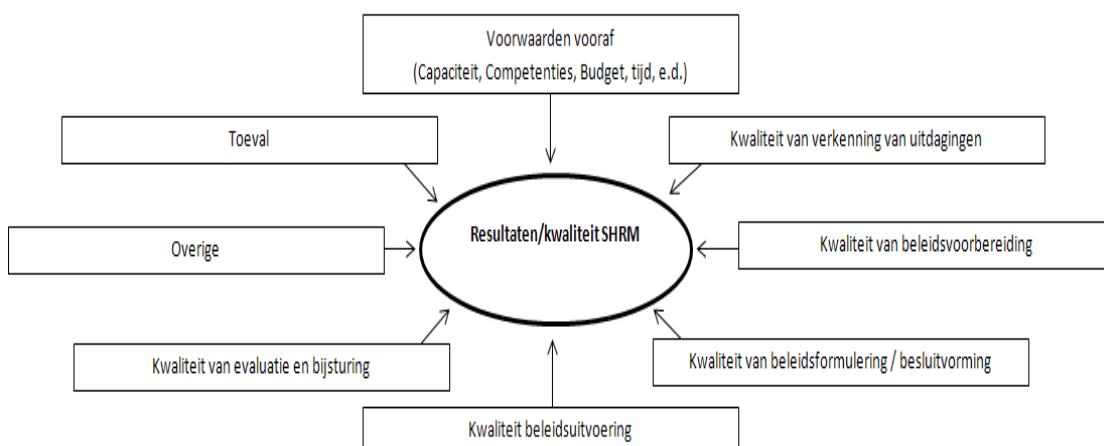 Voorwaarden vooraf
(Capaciteit, Competenties, Budget, tijd, e.d.)
Toeval
Kwaliteit van verkenning van uitdagingen
Resultaten/kwaliteit SHRM
Overige
Kwaliteit van beleidsvoorbereiding
Kwaliteit van evaluatie en bijsturing
Kwaliteit van beleidsformulering / besluitvorming
Kwaliteit beleidsuitvoering